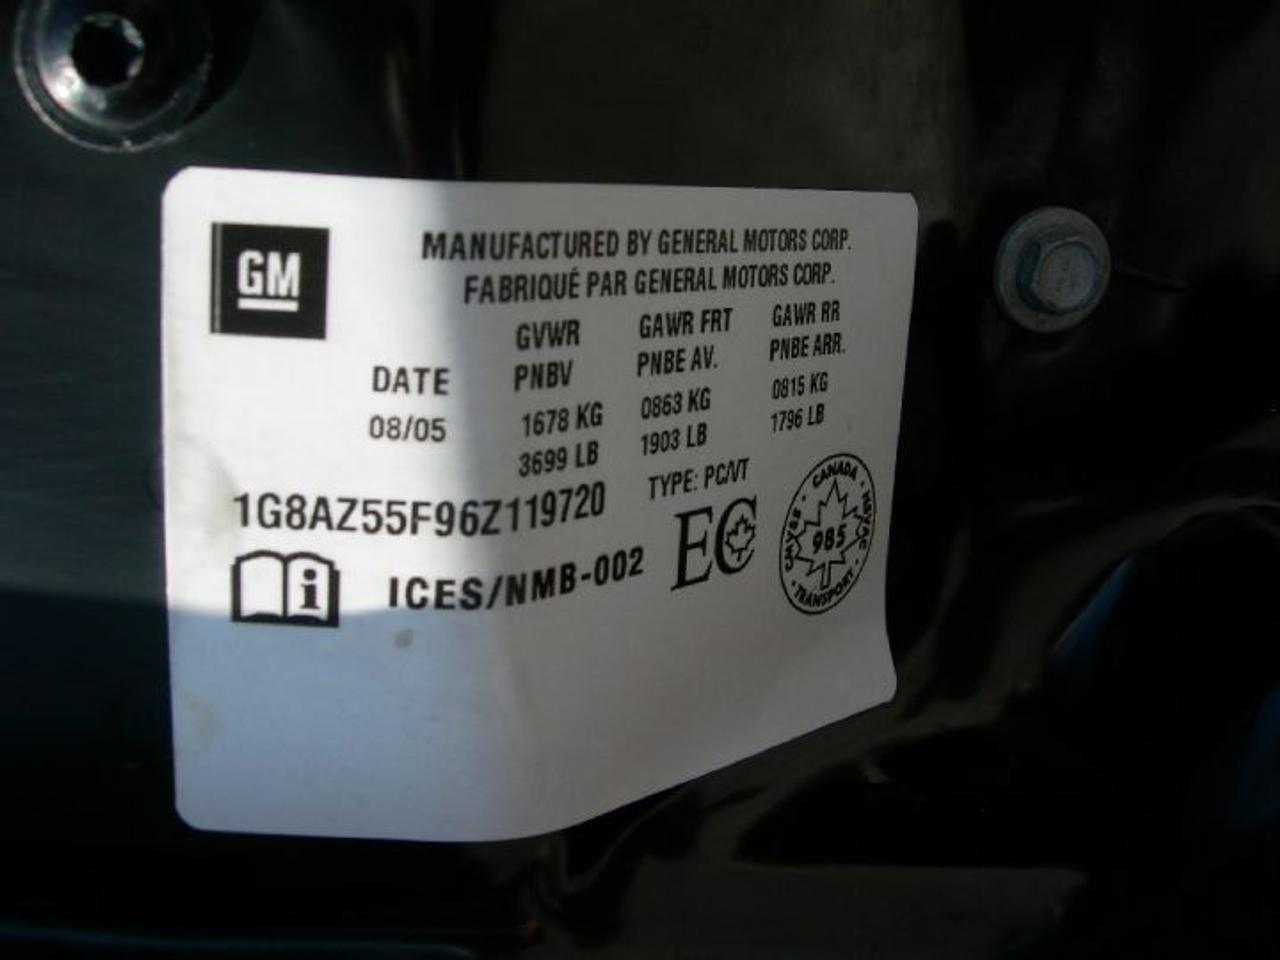 GM
MANUFACTURED BY GENERAL MOTORS CORP.
FABRIQUÉ PAR GENERAL MOTORS CORP.
DATE GVWR GAWR FRT GAWR RR
PNBV PNBE AV. PNBE ARR.
08/05 1678 KG 0863 KG 0815 KG
3699 LB 1903 LB 1796 LB
1G8AZ55F96Z119720 TYPE: PC/VT
i ICES/NMB-002 EC
CANADA
CMVSS 985 NSVAC
TRANSPORT